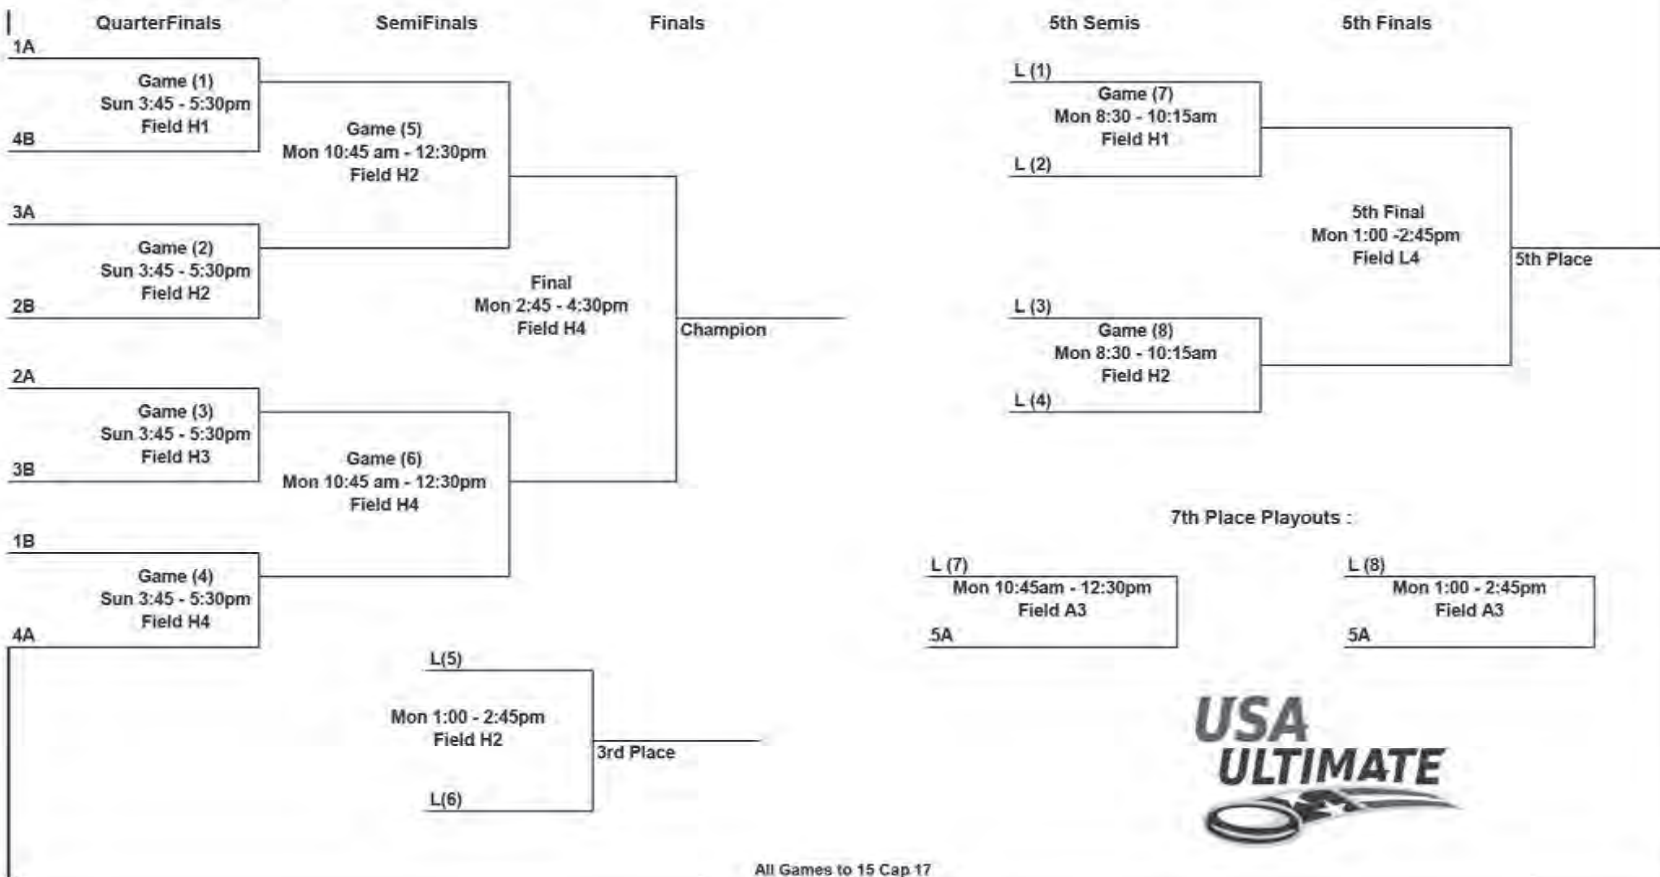 QuarterFinals
SemiFinals
Finals
5th Semis
5th Finals
1A
Game (1)
Sun 3:45 - 5:30pm
Field H1
4B
3A
Game (2)
Sun 3:45 - 5:30pm
Field H2
2B
2A
Game (3)
Sun 3:45 - 5:30pm
Field H3
3B
1B
Game (4)
Sun 3:45 - 5:30pm
Field H4
4A
Game (5)
Mon 10:45 am - 12:30pm
Field H2
Game (6)
Mon 10:45 am - 12:30pm
Field H4
Final
Mon 2:45 - 4:30pm
Field H4
Champion
L(5)
Mon 1:00 - 2:45pm
Field H2
L(6)
3rd Place
L (1)
Game (7)
Mon 8:30 - 10:15am
Field H1
L (2)
L (3)
Game (8)
Mon 8:30 - 10:15am
Field H2
L (4)
5th Final
Mon 1:00 -2:45pm
Field L4
5th Place
7th Place Playouts :
L (7)
Mon 10:45am - 12:30pm
Field A3
5A
L (8)
Mon 1:00 - 2:45pm
Field A3
5A
USA
ULTIMATE
All Games to 15 Cap 17